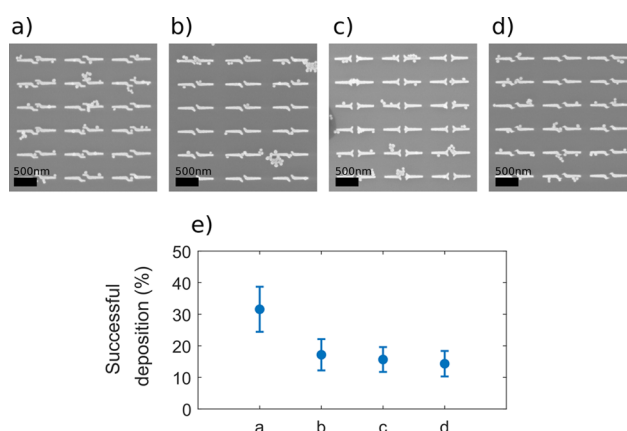 a)
b)
c)
d)
500nm
500nm
500nm
500nm
e)
50
40
30
20
10
0
Successful
deposition (%)
a
b
c
d